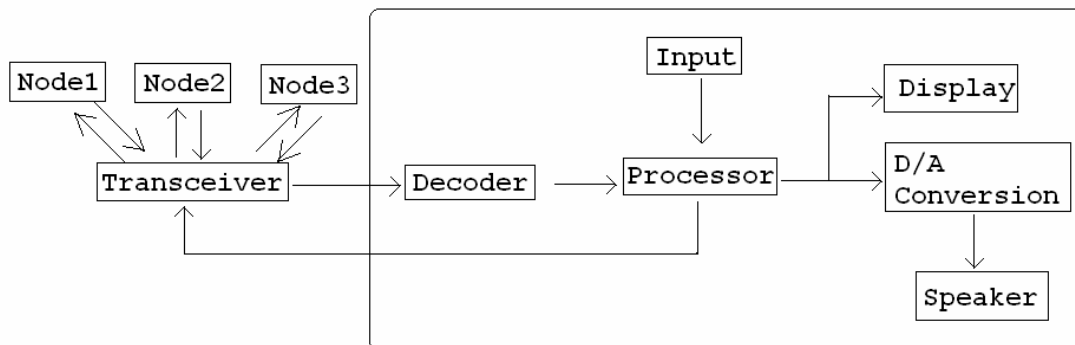 Node1
Node2
Node3
Input
Display
Transceiver
Decoder
Processor
D/A
Conversion
Speaker